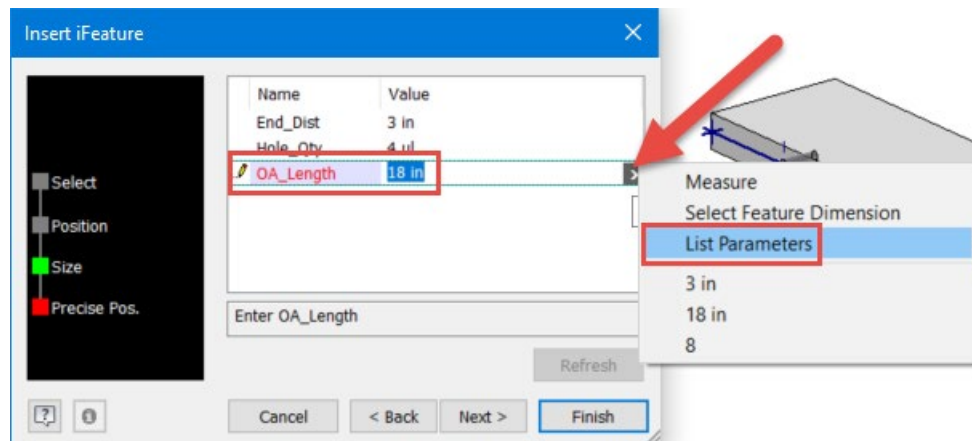 Insert iFeature
Name Value
End_Dist 3 in
Hole_Qty 4 ul
OA_Length 18 in
Select
Position
Size
Precise Pos.
Enter OA_Length
Refresh
Cancel < Back Next > Finish
Measure
Select Feature Dimension
List Parameters
3 in
18 in
8